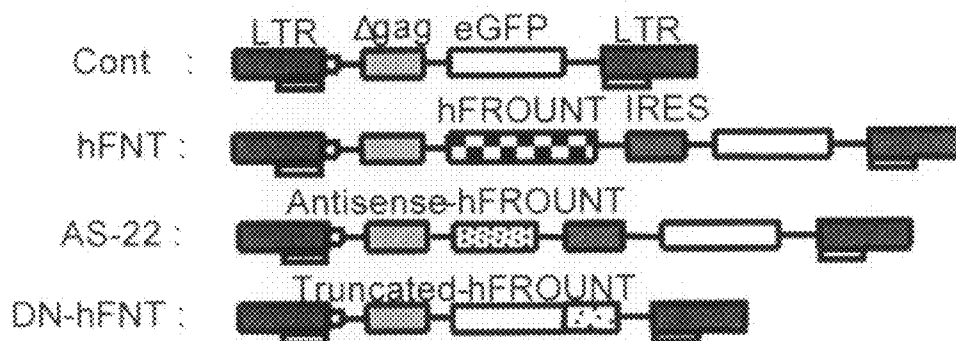 LTR Δgag eGFP LTR
Cont :
hFROUNT IRES
hFNT :
Antisense-hFROUNT
AS-22 :
Truncated-hFROUNT
DN-hFNT :